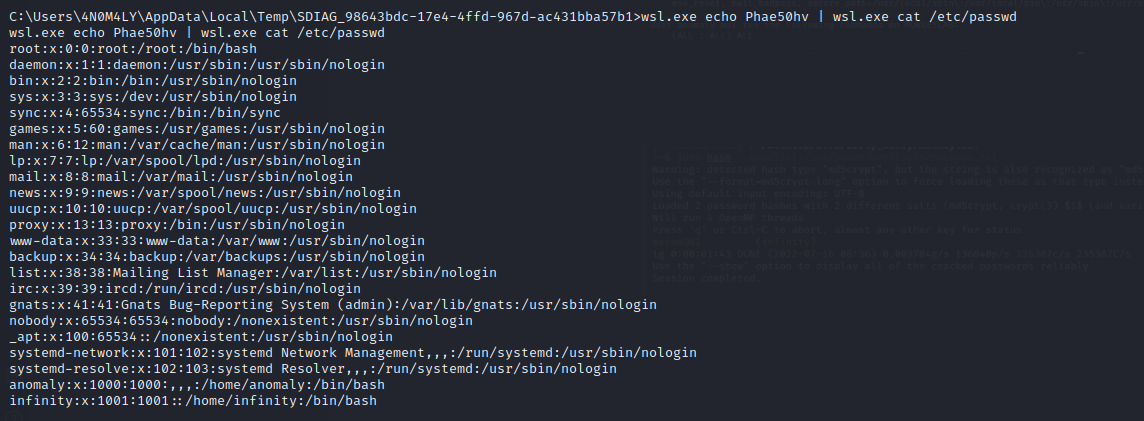 C:\Users\4N0M4LY\AppData\Local\Temp\SDIAG_98643bdc-17e4-4ffd-967d-ac431bba57b1>wsl.exe echo Phae50hv | wsl.exe cat /etc/passwd
wsl.exe echo Phae50hv | wsl.exe cat /etc/passwd
root:x:0:0:root:/root:/bin/bash
daemon:x:1:1:daemon:/usr/sbin:/usr/sbin/nologin
bin:x:2:2:bin:/bin:/usr/sbin/nologin
sys:x:3:3:sys:/dev:/usr/sbin/nologin
sync:x:4:65534:sync:/bin:/bin/sync
games:x:5:60:games:/usr/games:/usr/sbin/nologin
man:x:6:12:man:/var/cache/man:/usr/sbin/nologin
lp:x:7:7:lp:/var/spool/lpd:/usr/sbin/nologin
mail:x:8:8:mail:/var/mail:/usr/sbin/nologin
news:x:9:9:news:/var/spool/news:/usr/sbin/nologin
uucp:x:10:10:uucp:/var/spool/uucp:/usr/sbin/nologin
proxy:x:13:13:proxy:/bin:/usr/sbin/nologin
www-data:x:33:33:www-data:/var/www:/usr/sbin/nologin
backup:x:34:34:backup:/var/backups:/usr/sbin/nologin
list:x:38:38:Mailing List Manager:/var/list:/usr/sbin/nologin
irc:x:39:39:ircd:/run/ircd:/usr/sbin/nologin
gnats:x:41:41:Gnats Bug-Reporting System (admin):/var/lib/gnats:/usr/sbin/nologin
nobody:x:65534:65534:nobody:/nonexistent:/usr/sbin/nologin
_apt:x:100:65534::/nonexistent:/usr/sbin/nologin
systemd-network:x:101:102:systemd Network Management,,,:/run/systemd:/usr/sbin/nologin
systemd-resolve:x:102:103:systemd Resolver,,,:/run/systemd:/usr/sbin/nologin
anomaly:x:1000:1000:,,,:/home/anomaly:/bin/bash
infinity:x:1001:1001::/home/infinity:/bin/bash